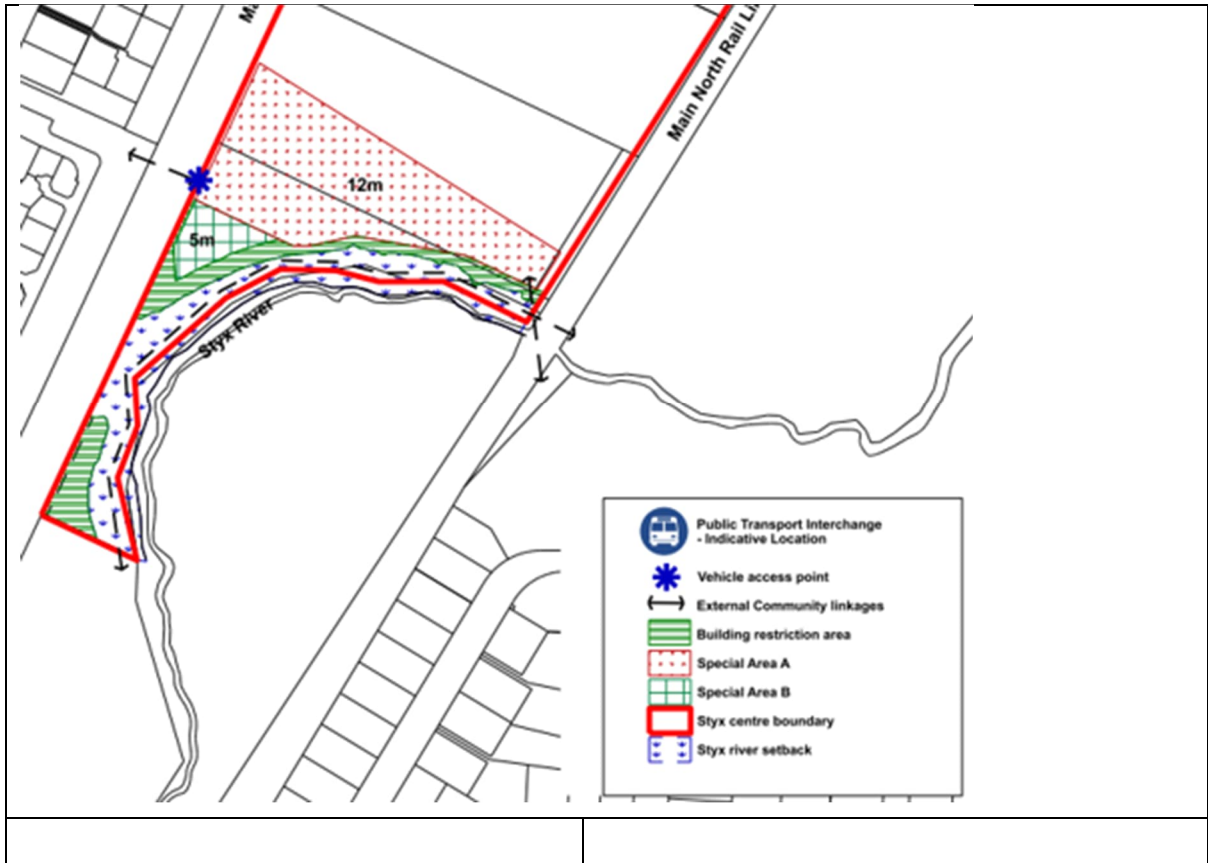 Ma
Main North Rail Li
12m
5m
Styx River
Public Transport Interchange
- Indicative Location
Vehicle access point
External Community linkages
Building restriction area
Special Area A
Special Area B
Styx centre boundary
Styx river setback